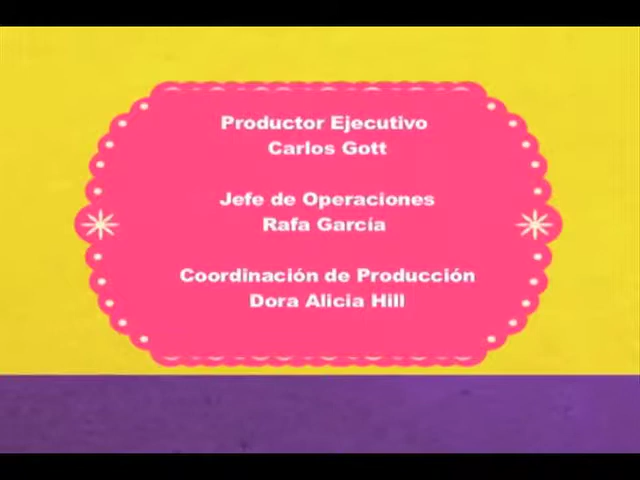 Productor Ejecutivo
Carlos Gott
Jefe de Operaciones
Rafa García
Coordinación de Producción
Dora Alicia Hill